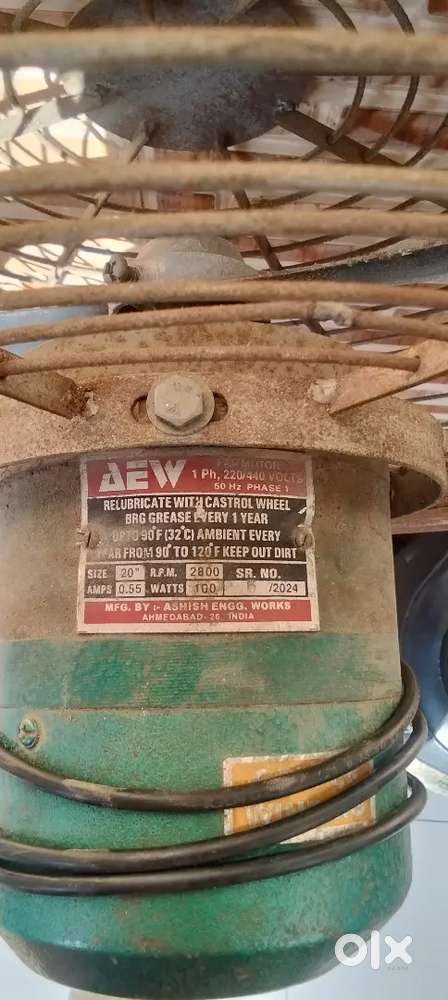 AEW
MOTOR
1 Ph, 220/440 VOLTS
50 Hz PHASE 1
RELUBRICATE WITH CASTROL WHEEL
BRG GREASE EVERY 1 YEAR
UPTO 90°F (32°C) AMBIENT EVERY
YEAR FROM 90° TO 120°F KEEP OUT DIRT
SIZE 20" R.P.M. 2800 SR. NO.
AMPS 0.55 WATTS 100 /2024
MFG. BY :- ASHISH ENGG. WORKS
AHMEDABAD- 26, INDIA
olx